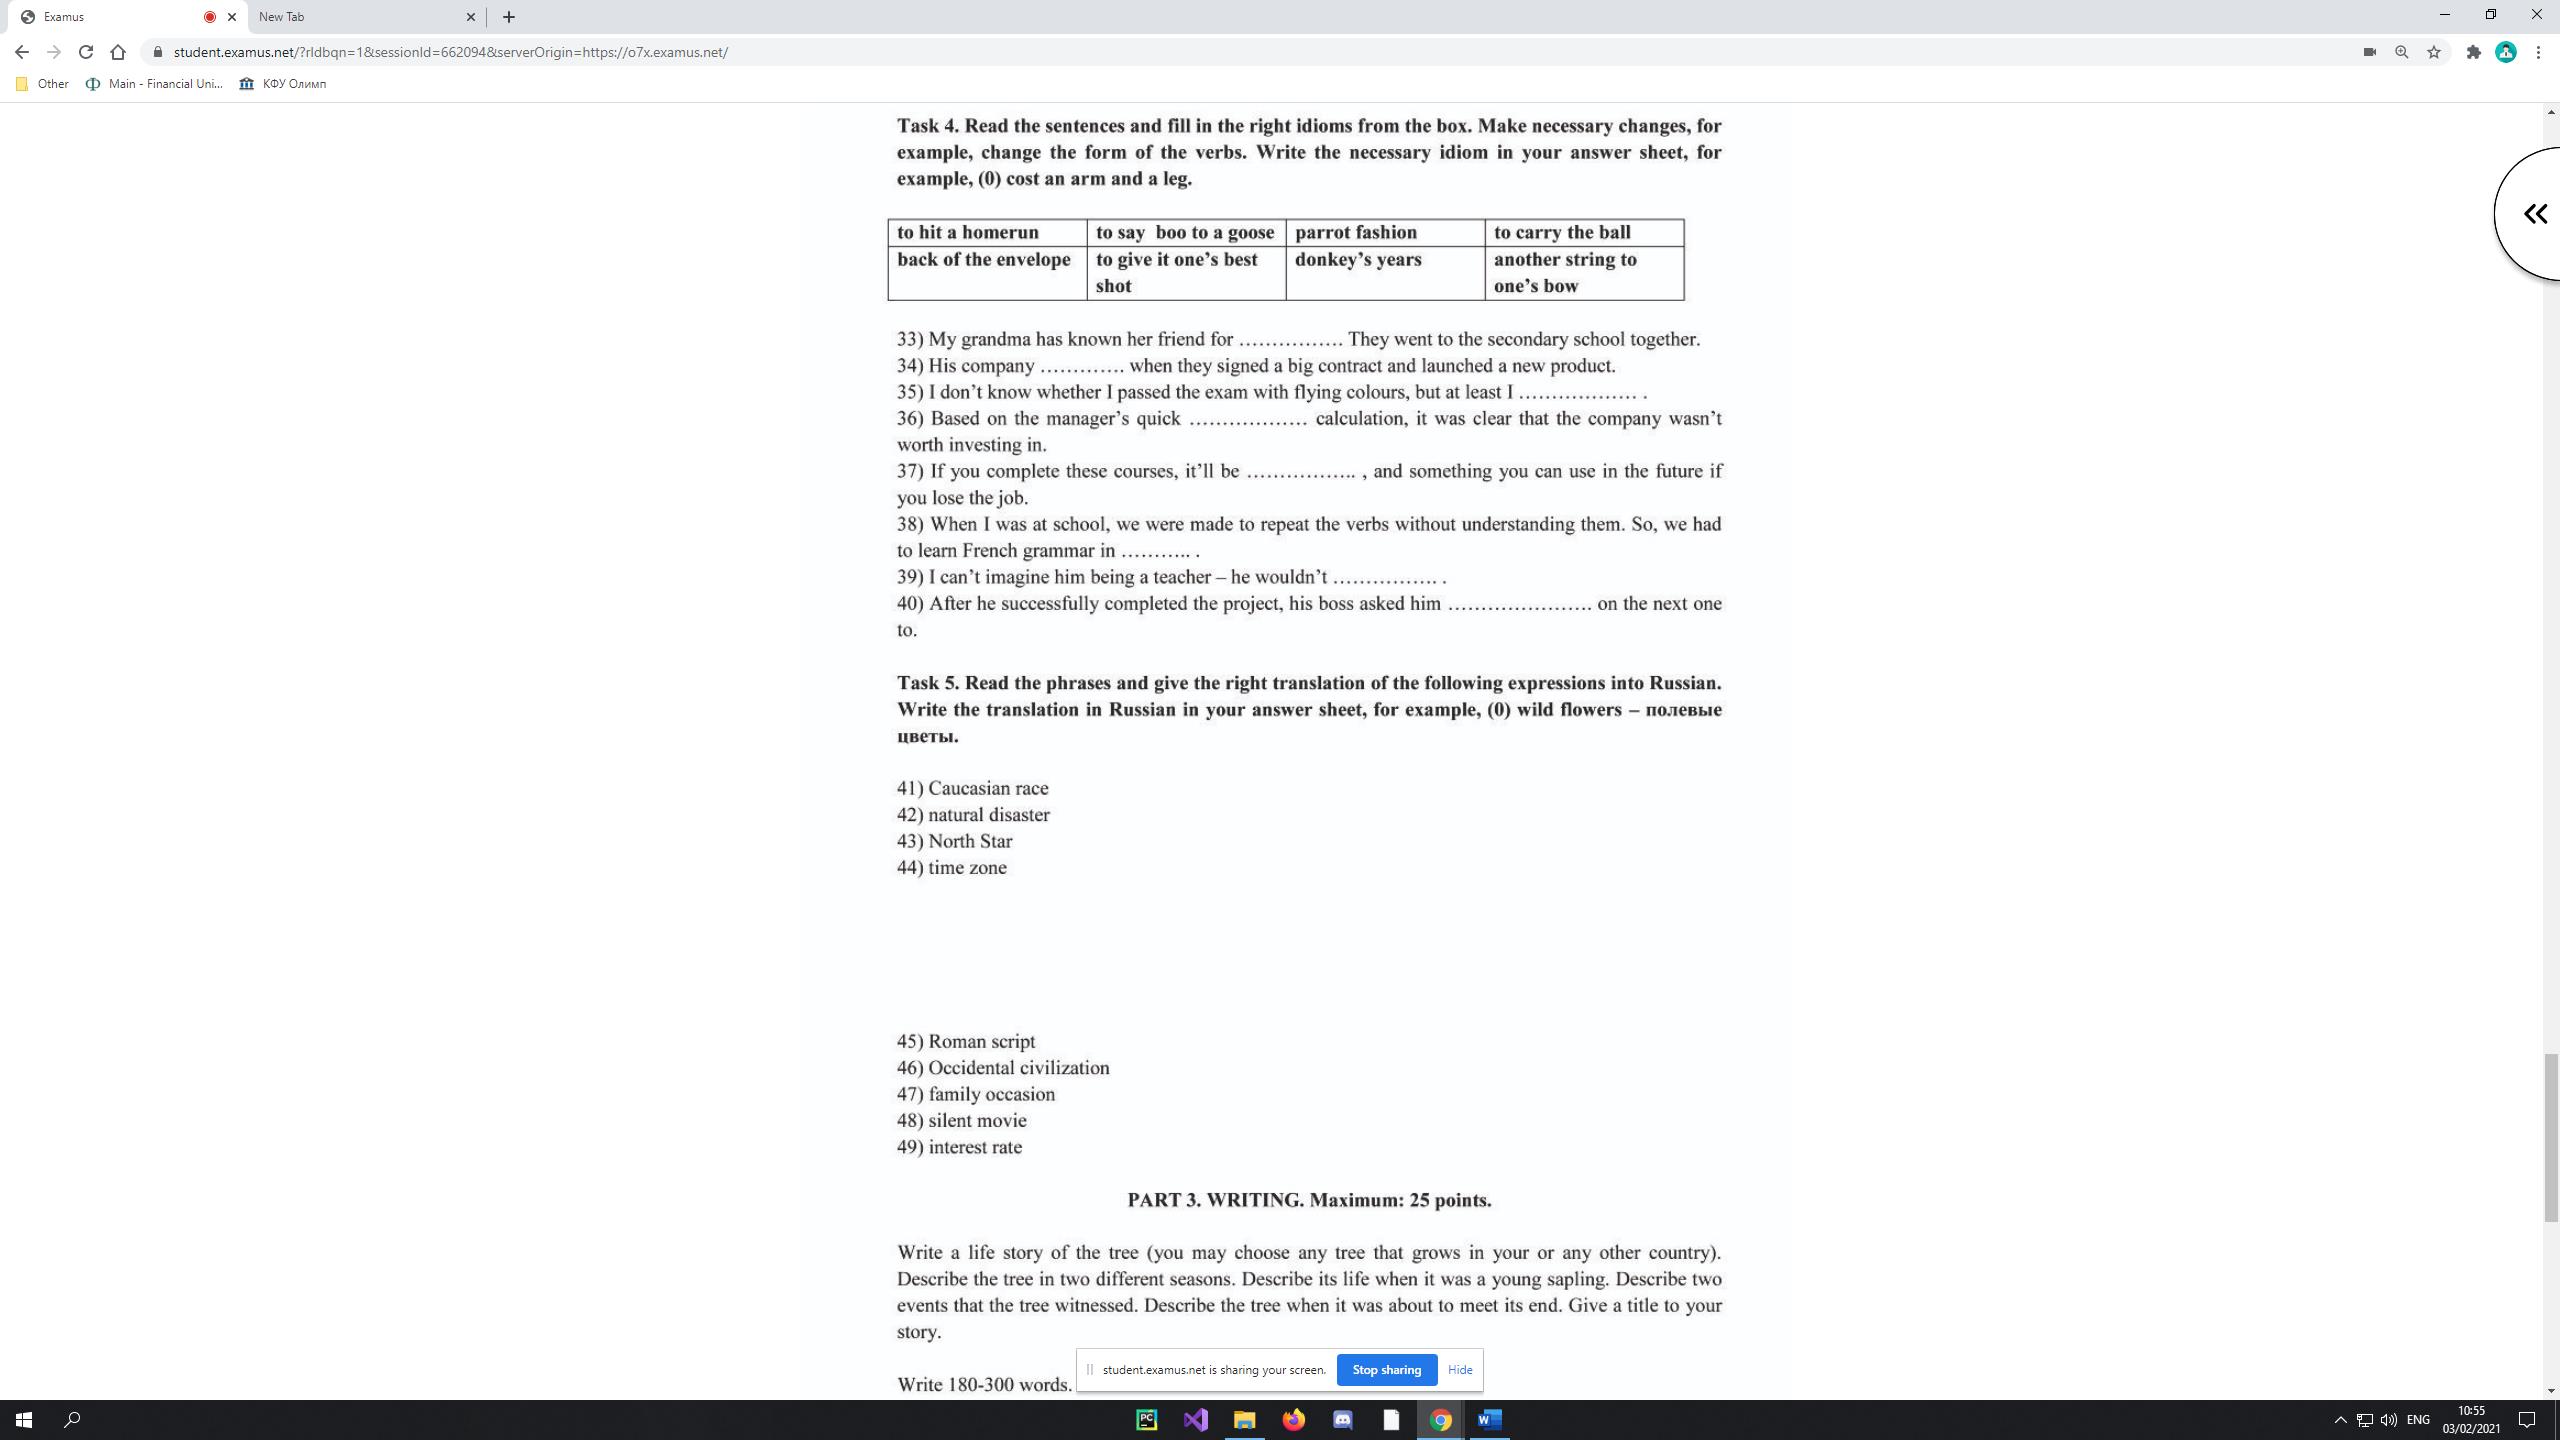 Examus
New Tab
student.examus.net/?rldbqn=1&sessionId=662094&serverOrigin=https://o7x.examus.net/
Other
Main - Financial Uni...
КФУ Олимп
Task 4. Read the sentences and fill in the right idioms from the box. Make necessary changes, for
example, change the form of the verbs. Write the necessary idiom in your answer sheet, for
example, (0) cost an arm and a leg.
to hit a homerun
to say boo to a goose
parrot fashion
to carry the ball
back of the envelope
to give it one's best
shot
donkey's years
another string to
one's bow
33) My grandma has known her friend for ……………. They went to the secondary school together.
34) His company …………. when they signed a big contract and launched a new product.
35) I don't know whether I passed the exam with flying colours, but at least I ……………… .
36) Based on the manager's quick ……………… calculation, it was clear that the company wasn't
worth investing in.
37) If you complete these courses, it'll be …………….. , and something you can use in the future if
you lose the job.
38) When I was at school, we were made to repeat the verbs without understanding them. So, we had
to learn French grammar in ……….. .
39) I can't imagine him being a teacher – he wouldn't ……………. .
40) After he successfully completed the project, his boss asked him …………………. on the next one
to.
Task 5. Read the phrases and give the right translation of the following expressions into Russian.
Write the translation in Russian in your answer sheet, for example, (0) wild flowers – полевые
цветы.
41) Caucasian race
42) natural disaster
43) North Star
44) time zone
45) Roman script
46) Occidental civilization
47) family occasion
48) silent movie
49) interest rate
PART 3. WRITING. Maximum: 25 points.
Write a life story of the tree (you may choose any tree that grows in your or any other country).
Describe the tree in two different seasons. Describe its life when it was a young sapling. Describe two
events that the tree witnessed. Describe the tree when it was about to meet its end. Give a title to your
story.
student.examus.net is sharing your screen.
Stop sharing
Hide
Write 180-300 words.
PC
W
ENG
10:55
03/02/2021